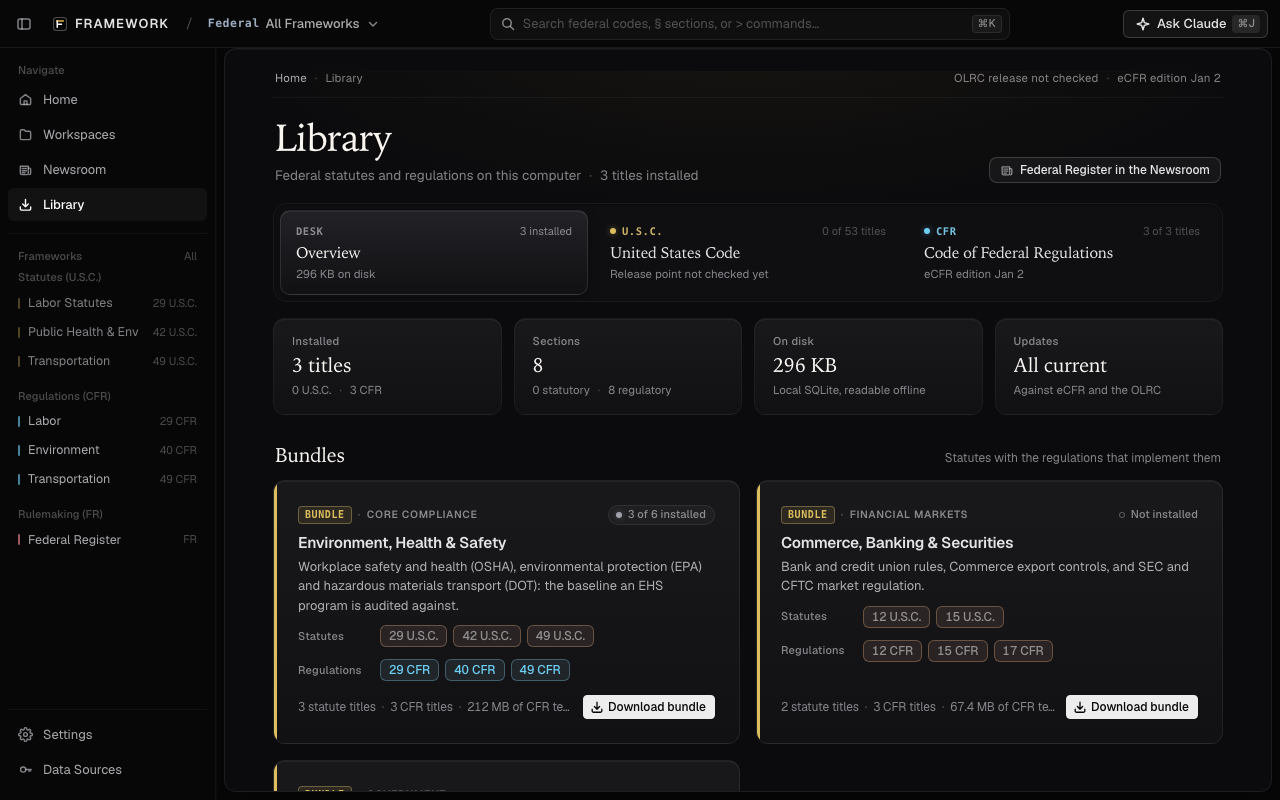 FRAMEWORK / Federal All Frameworks
Search federal codes, § sections, or > commands... ⌘K
Ask Claude ⌘J
Navigate
Home
Workspaces
Newsroom
Library
Frameworks All
Statutes (U.S.C.)
Labor Statutes 29 U.S.C.
Public Health & Env 42 U.S.C.
Transportation 49 U.S.C.
Regulations (CFR)
Labor 29 CFR
Environment 40 CFR
Transportation 49 CFR
Rulemaking (FR)
Federal Register FR
Settings
Data Sources
Home · Library
OLRC release not checked · eCFR edition Jan 2
Library
Federal statutes and regulations on this computer · 3 titles installed
Federal Register in the Newsroom
DESK 3 installed
Overview
296 KB on disk
U.S.C. 0 of 53 titles
United States Code
Release point not checked yet
CFR 3 of 3 titles
Code of Federal Regulations
eCFR edition Jan 2
Installed
3 titles
0 U.S.C. · 3 CFR
Sections
8
0 statutory · 8 regulatory
On disk
296 KB
Local SQLite, readable offline
Updates
All current
Against eCFR and the OLRC
Bundles
Statutes with the regulations that implement them
BUNDLE · CORE COMPLIANCE 3 of 6 installed
Environment, Health & Safety
Workplace safety and health (OSHA), environmental protection (EPA)
and hazardous materials transport (DOT): the baseline an EHS
program is audited against.
Statutes 29 U.S.C. 42 U.S.C. 49 U.S.C.
Regulations 29 CFR 40 CFR 49 CFR
3 statute titles · 3 CFR titles · 212 MB of CFR te... Download bundle
BUNDLE · FINANCIAL MARKETS Not installed
Commerce, Banking & Securities
Bank and credit union rules, Commerce export controls, and SEC and
CFTC market regulation.
Statutes 12 U.S.C. 15 U.S.C.
Regulations 12 CFR 15 CFR 17 CFR
2 statute titles · 3 CFR titles · 67.4 MB of CFR te... Download bundle